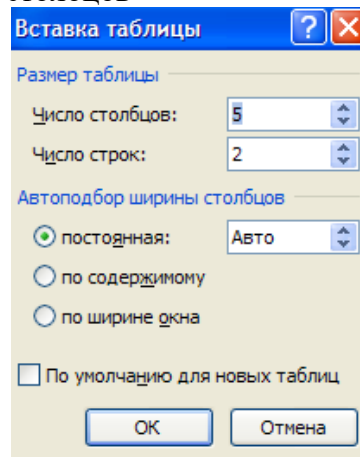 Вставка таблицы
Размер таблицы
Число столбцов: 5
Число строк: 2
Автоподбор ширины столбцов
постоянная: Авто
по содержимому
по ширине окна
По умолчанию для новых таблиц
ОК Отмена